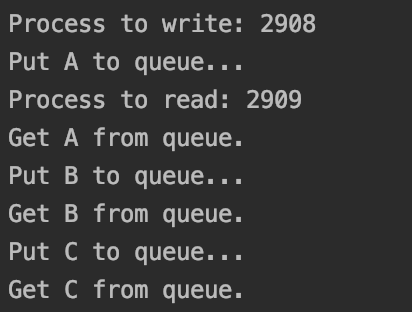 Process to write: 2908
Put A to queue...
Process to read: 2909
Get A from queue.
Put B to queue...
Get B from queue.
Put C to queue...
Get C from queue.